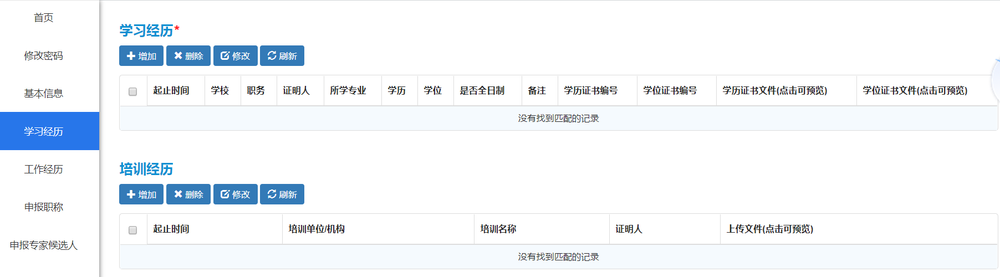 首页
修改密码
基本信息
学习经历
工作经历
申报职称
申报专家候选人
学习经历*
增加 删除 修改 刷新
起止时间 学校 职务 证明人 所学专业 学历 学位 是否全日制 备注 学历证书编号 学位证书编号 学历证书文件(点击可预览) 学位证书文件(点击可预览)
没有找到匹配的记录
培训经历
增加 删除 修改 刷新
起止时间 培训单位/机构 培训名称 证明人 上传文件(点击可预览)
没有找到匹配的记录